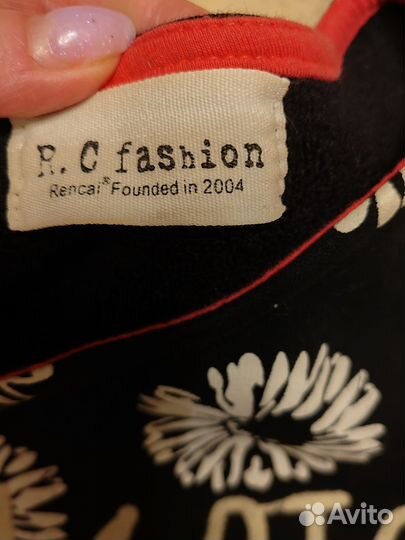 R. C fashion
Rencai® Founded in 2004
Avito